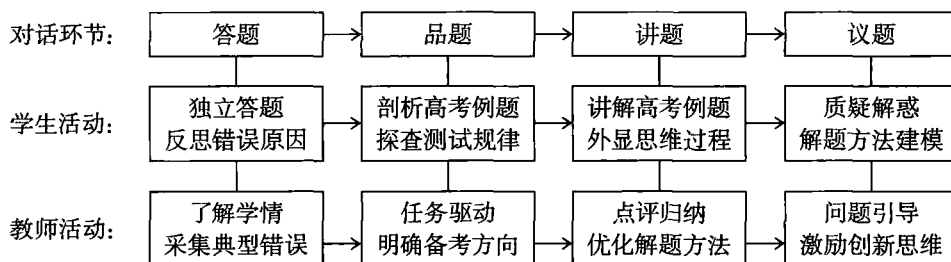 对话环节： 答题 品题 讲题 议题
学生活动： 独立答题 剖析高考例题 讲解高考例题 质疑解惑
反思错误原因 探查测试规律 外显思维过程 解题方法建模
教师活动： 了解学情 任务驱动 点评归纳 问题引导
采集典型错误 明确备考方向 优化解题方法 激励创新思维